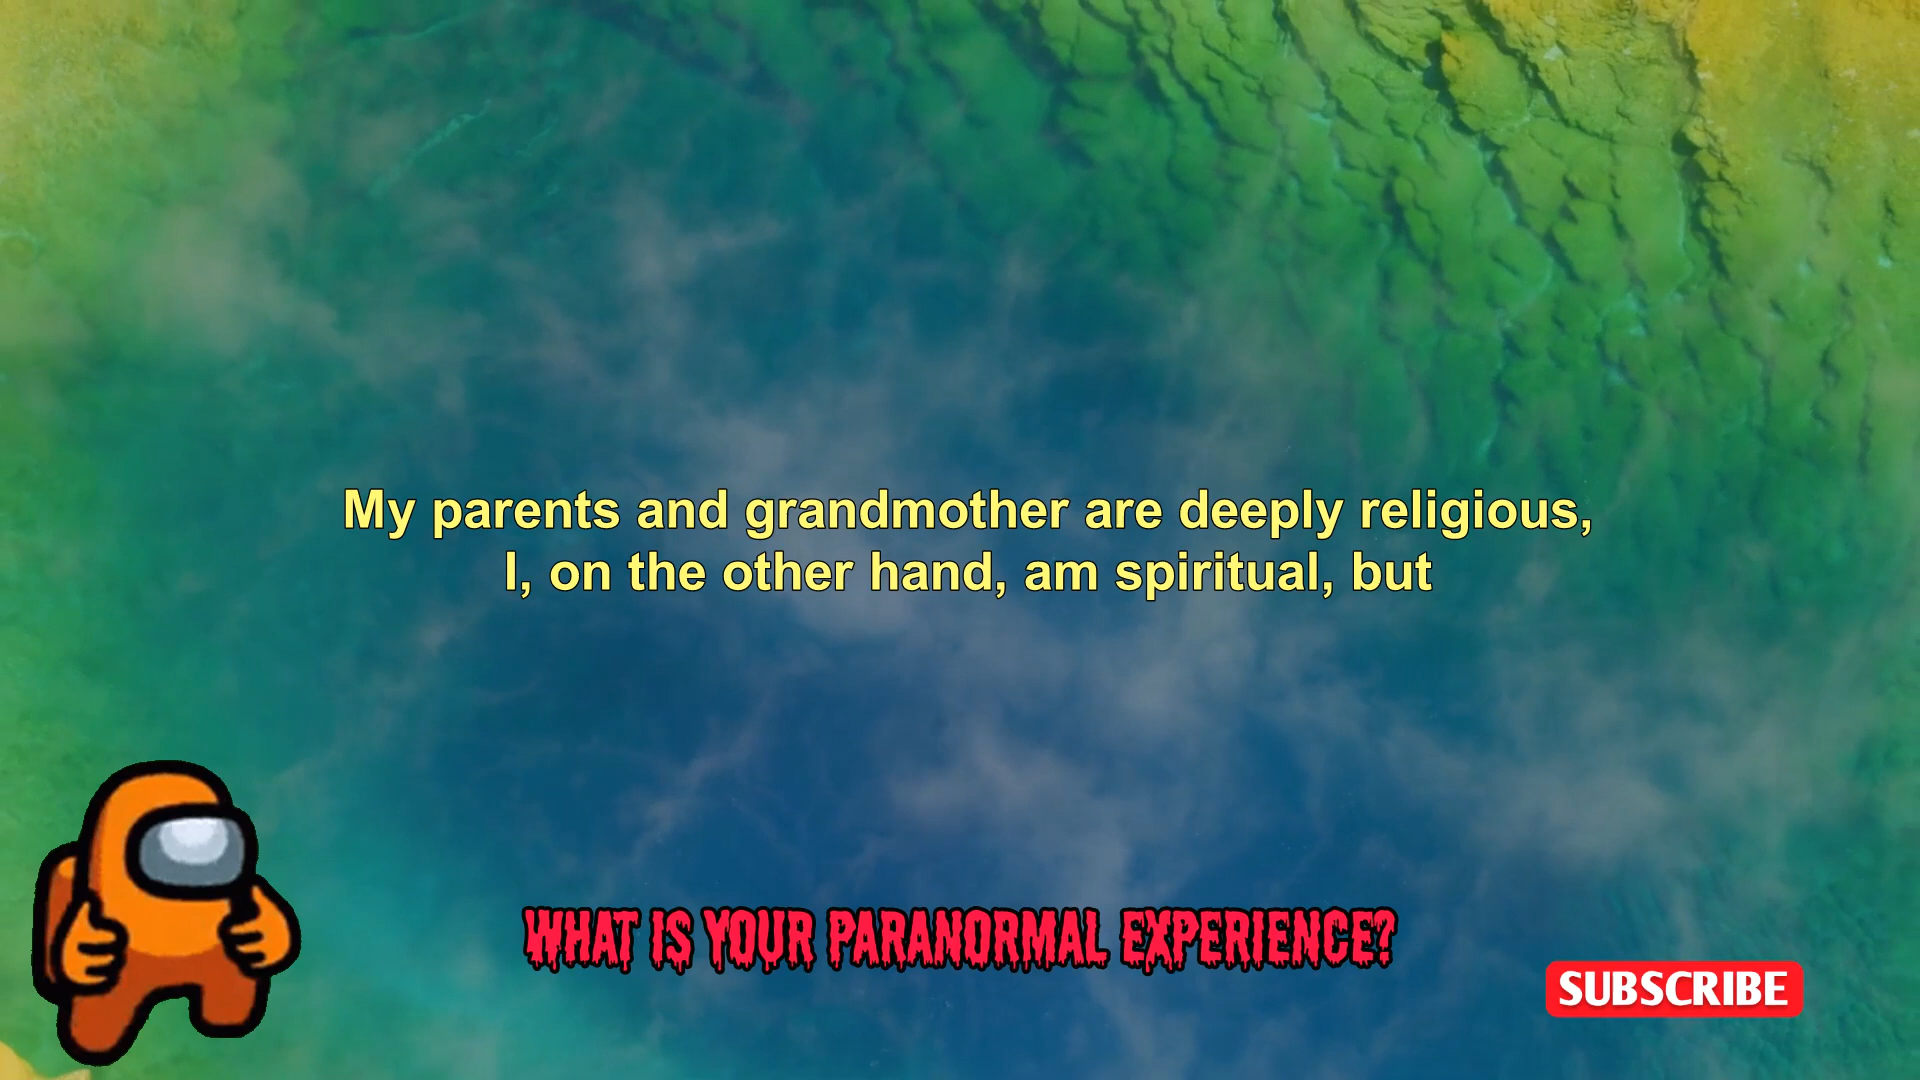 My parents and grandmother are deeply religious,
I, on the other hand, am spiritual, but
WHAT IS YOUR PARANORMAL EXPERIENCE?
SUBSCRIBE